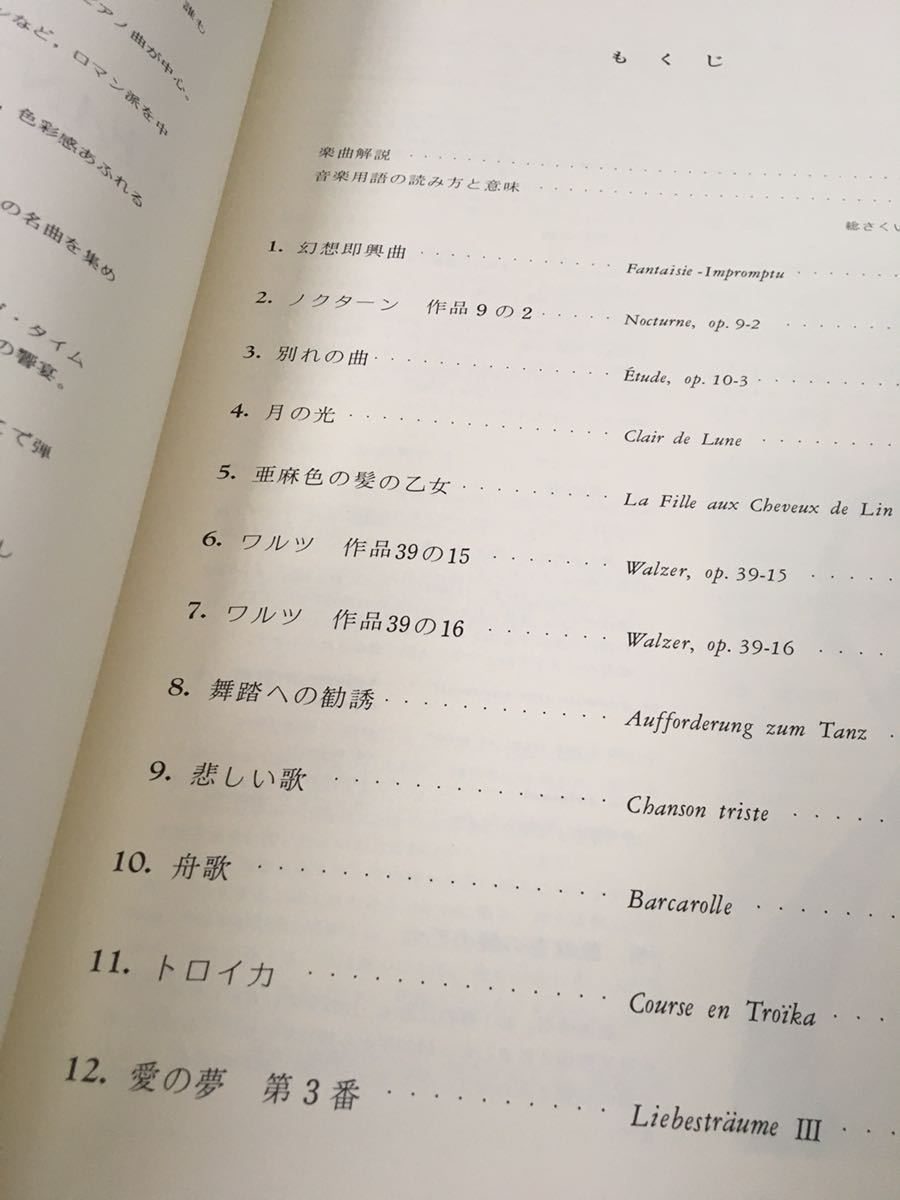 誰も
ピアノ曲が中心。
ンなど，ロマン派を中
，色彩感あふれる
の名曲を集め
・タイム
の饗宴。
で弾
し
もくじ
楽曲解説
音楽用語の読み方と意味
総さくい
1. 幻想即興曲 Fantaisie-Impromptu
2. ノクターン 作品9の2 Nocturne, op. 9-2
3. 別れの曲 Étude, op. 10-3
4. 月の光 Clair de Lune
5. 亜麻色の髪の乙女 La Fille aux Cheveux de Lin
6. ワルツ 作品39の15 Walzer, op. 39-15
7. ワルツ 作品39の16 Walzer, op. 39-16
8. 舞踏への勧誘 Aufforderung zum Tanz
9. 悲しい歌 Chanson triste
10. 舟歌 Barcarolle
11. トロイカ Course en Troïka
12. 愛の夢 第3番 Liebesträume III